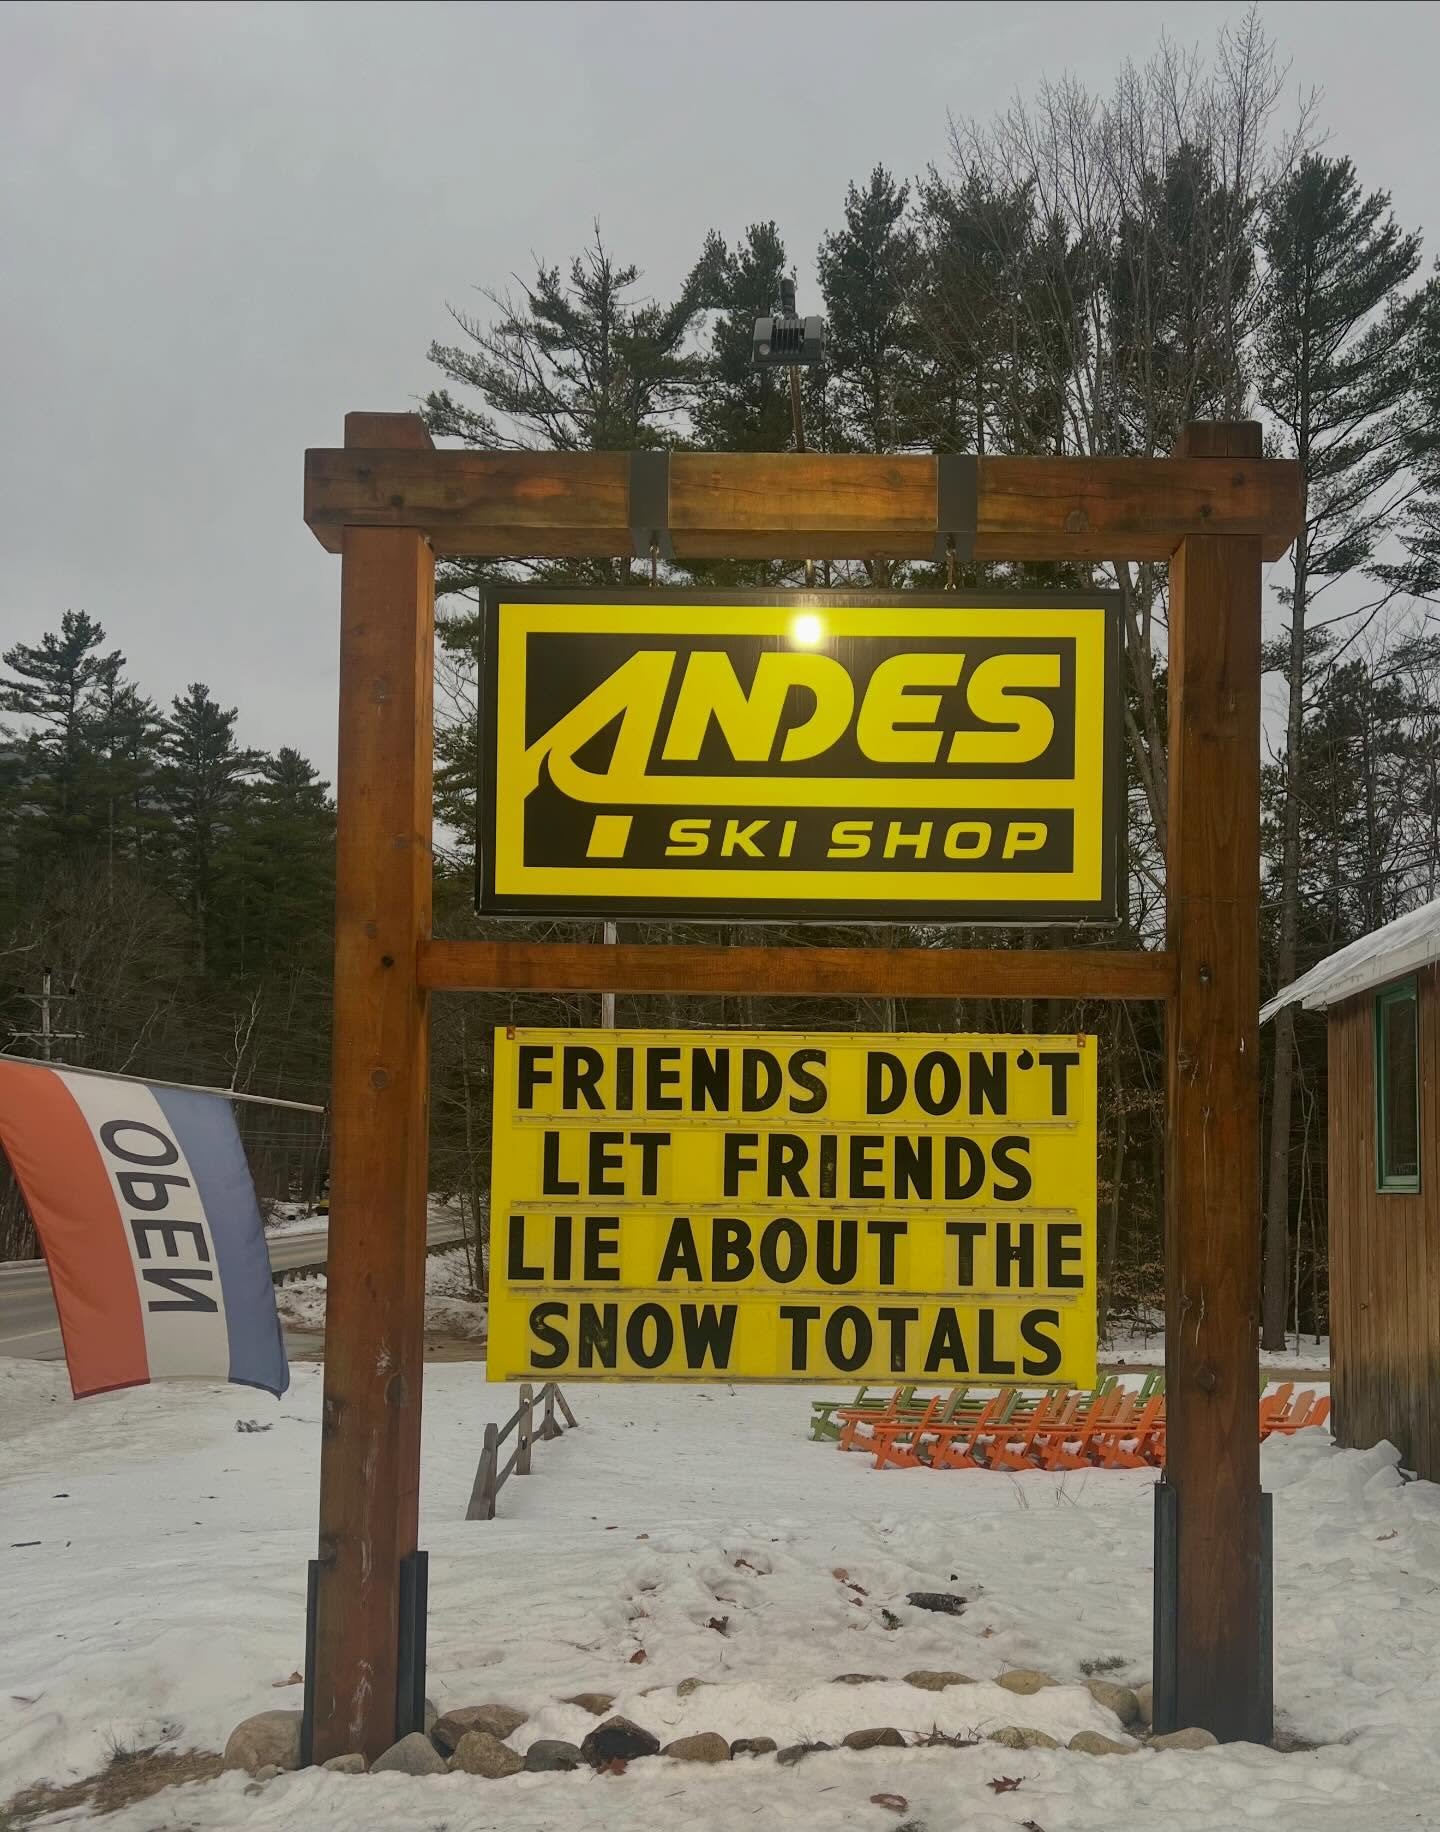 ANDES
SKI SHOP
FRIENDS DON'T
LET FRIENDS
LIE ABOUT THE
SNOW TOTALS
OPEN